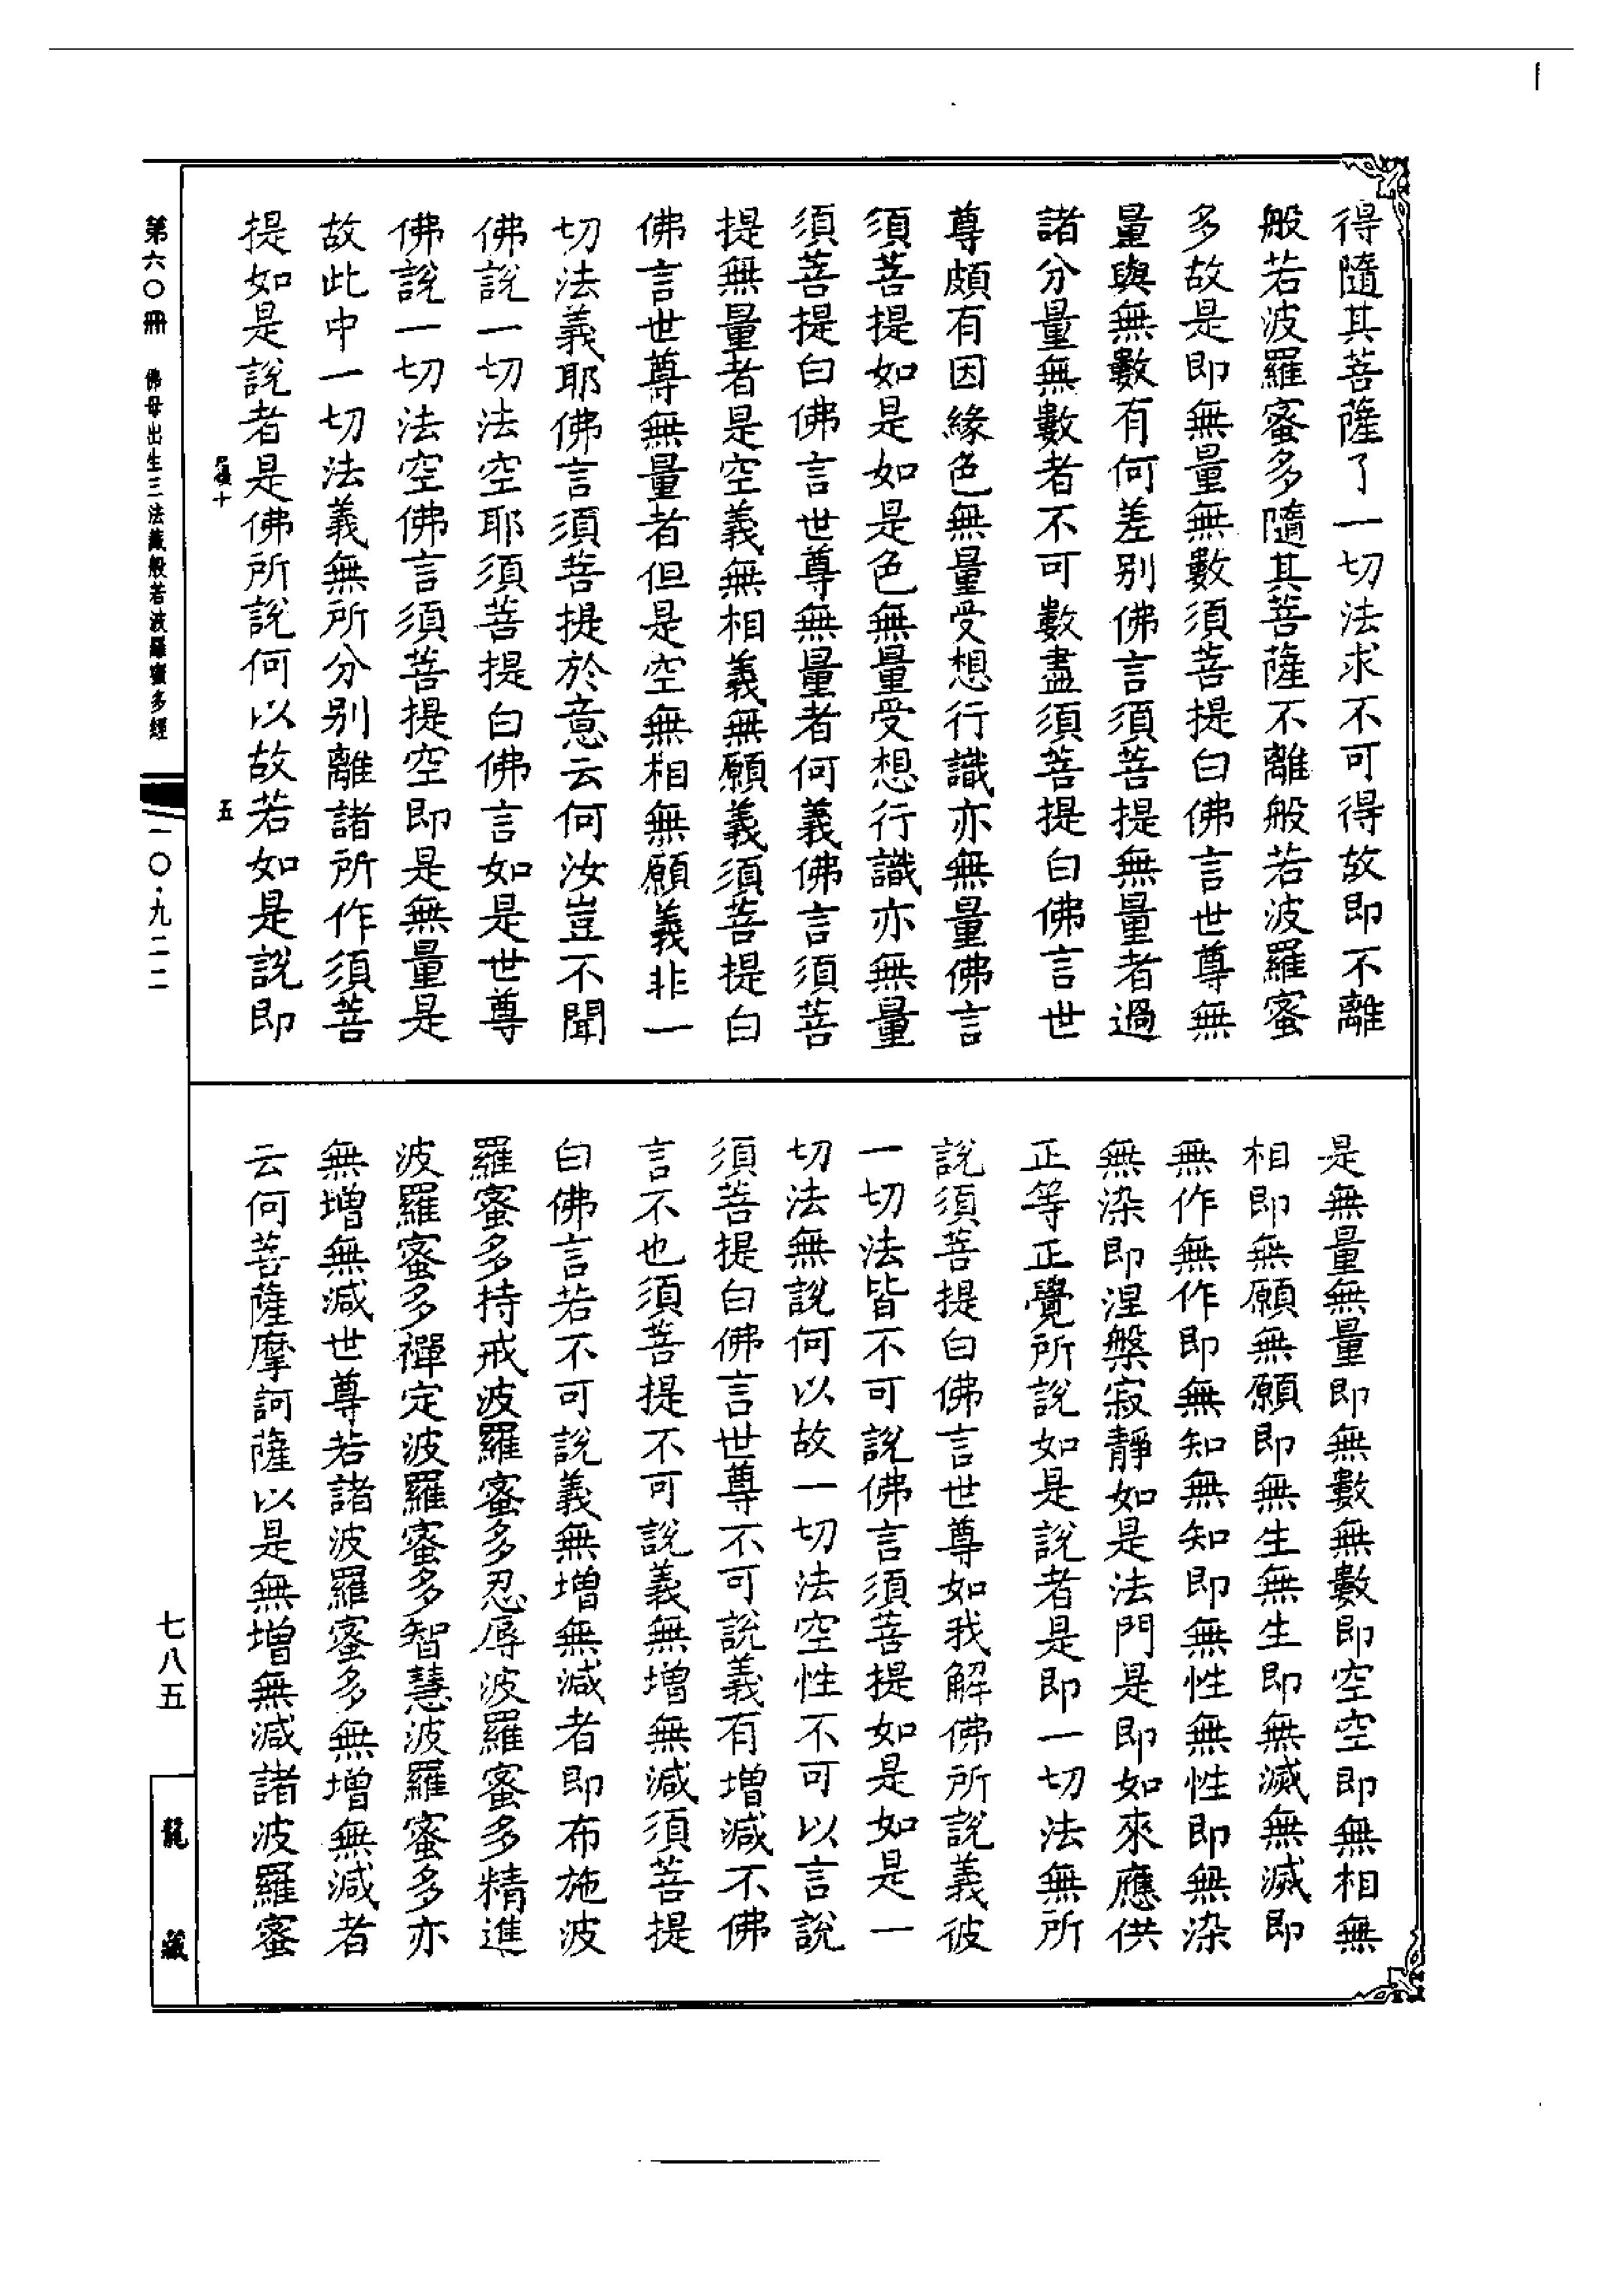 得隨其菩薩了一切法求不可得故即不離
般若波羅蜜多隨其菩薩不離般若波羅蜜
多故是即無量無數須菩提白佛言世尊無
量與無數有何差別佛言須菩提無量者過
諸分量無數者不可數數盡須菩提白佛言世
尊頗有因緣色無量受想行識亦無量佛言
須菩提如是如是色無量受想行識亦無量
須菩提白佛言世尊無量者何義佛言須菩
提無量者是空義無相義無願義須菩提白
佛言世尊無量者但是空無相無願義非一
切法義耶佛言須菩提於意云何汝豈不聞
佛說一切法空耶須菩提白佛言如是世尊
佛說一切法空佛言須菩提空即是無量是
故此中一切法義無所分別離諸所作須菩
提如是說者是佛所說何以故若如是說即
是無量無量即無數無數即空空即無相無
相即無願無願即無生無生即無滅無滅即
無作無作即無知無知即無性無性即無染
無染即涅槃寂靜如是法門是即如來應供
正等正覺所說如是說者是即一切法無所
說須菩提白佛言世尊如我解佛所說義彼
一切法皆不可說佛言須菩提如是如是一
切法無說何以故一切法空性不可以言說
須菩提白佛言世尊不可說義有增減不佛
言不也須菩提不可說義無增無減須菩提
白佛言若不可說義無增無減者即布施波
羅蜜多持戒波羅蜜多忍辱波羅蜜多精進
波羅蜜多禪定波羅蜜多智慧波羅蜜多亦
無增無減世尊若諸波羅蜜多無增無減者
云何菩薩摩訶薩以是無增無減諸波羅蜜
十
五
第六〇冊 佛母出生三法藏般若波羅蜜多經
一〇·九二二
七八五
龍藏